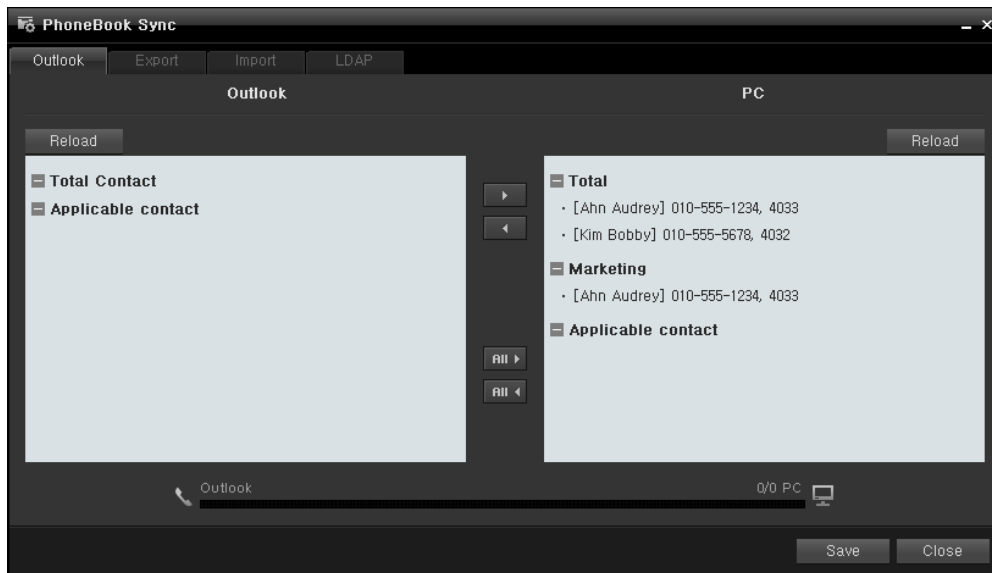 PhoneBook Sync
Outlook Export Import LDAP
Outlook PC
Reload Reload
Total Contact
Applicable contact
Total
· [Ahn Audrey] 010-555-1234, 4033
· [Kim Bobby] 010-555-5678, 4032
Marketing
· [Ahn Audrey] 010-555-1234, 4033
Applicable contact
All
All
Outlook 0/0 PC
Save Close